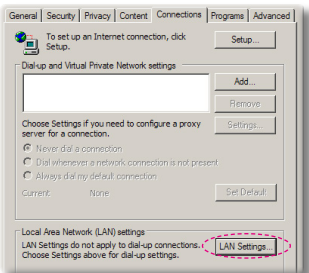 General Security Privacy Content Connections Programs Advanced
To set up an Internet connection, click
Setup.
Setup...
Dial-up and Virtual Private Network settings
Add...
Remove
Choose Settings if you need to configure a proxy
server for a connection.
Settings...
Never dial a connection
Dial whenever a network connection is not present
Always dial my default connection
Current: None
Set Default
Local Area Network (LAN) settings
LAN Settings do not apply to dial-up connections.
Choose Settings above for dial-up settings.
LAN Settings...